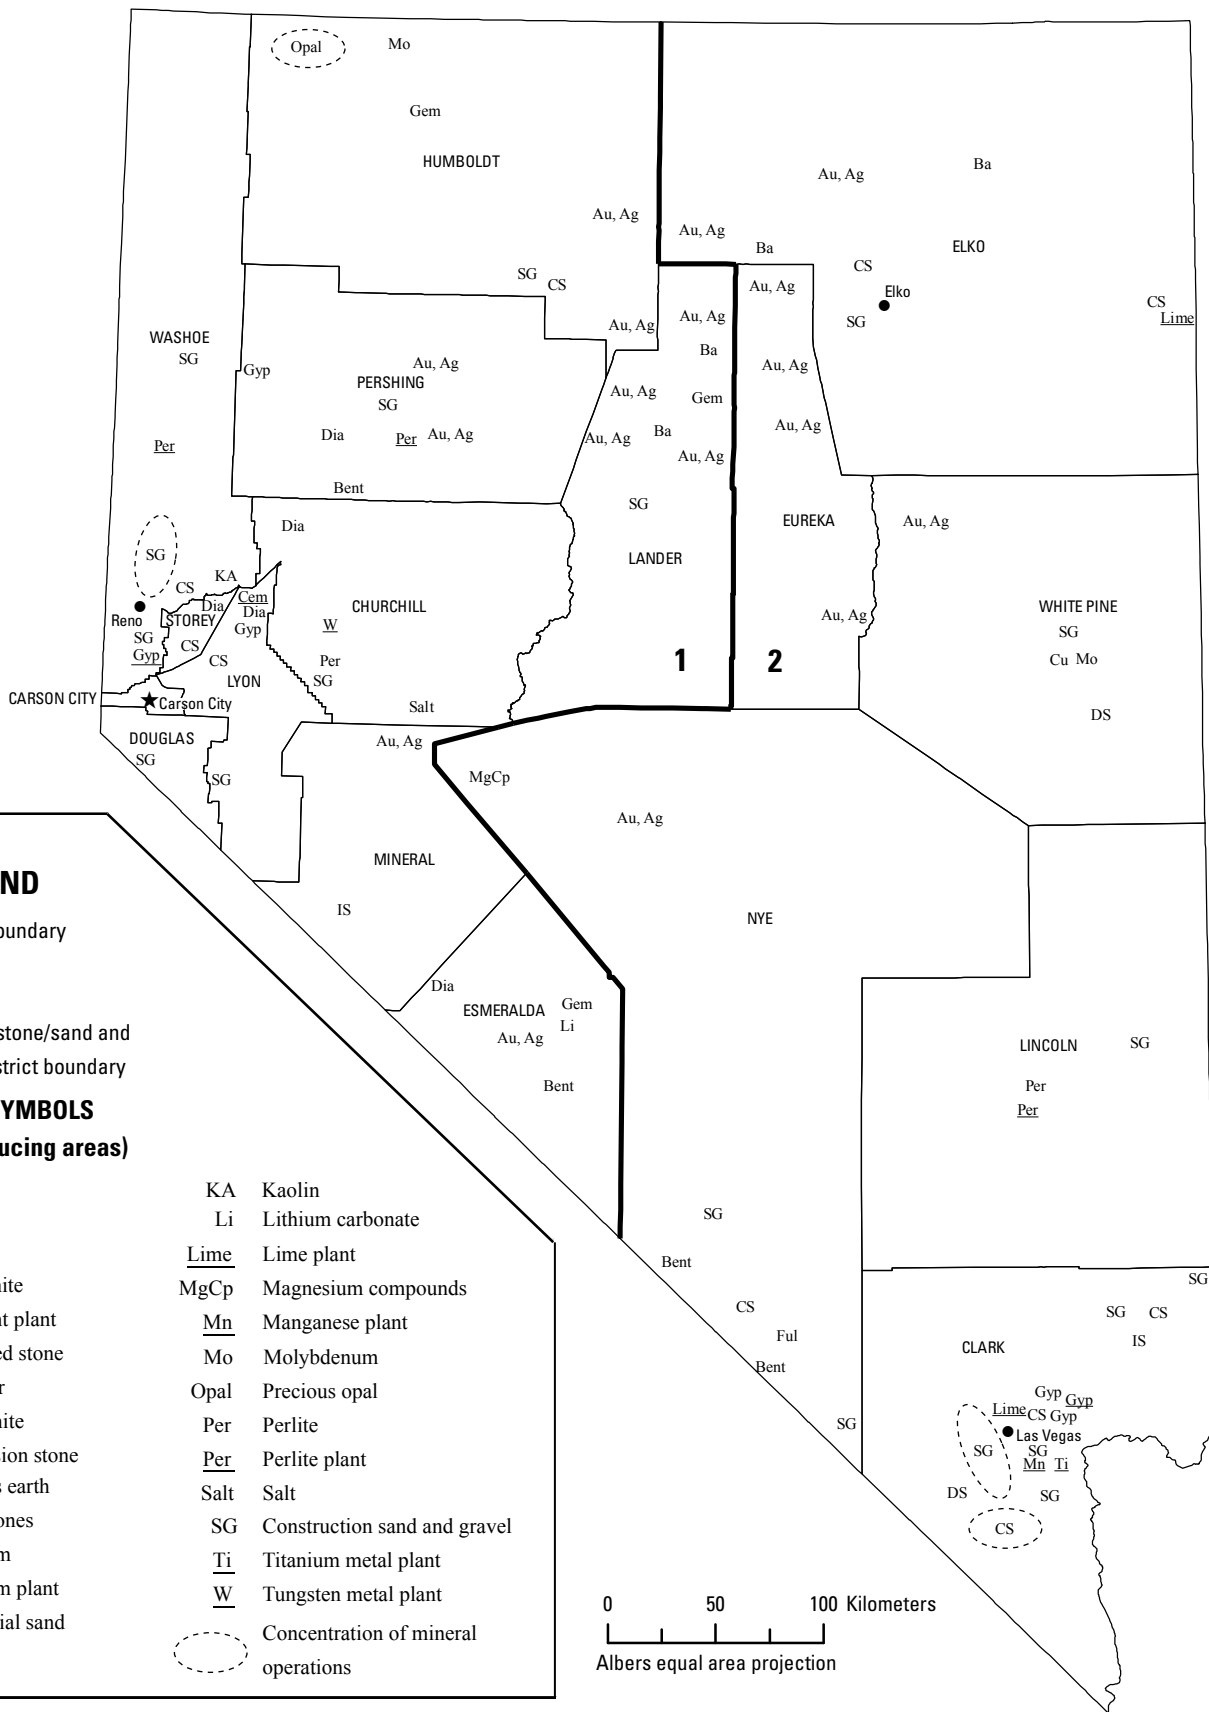 Opal
Mo
Gem
HUMBOLDT
Au, Ag
SG
CS
Au, Ag
Ba
Au, Ag
Ba
ELKO
CS
Elko
SG
CS
Lime
WASHOE
SG
Per
SG
CS
KA
Reno
SG
Gyp
Gyp
Au, Ag
PERSHING
SG
Dia
Per
Au, Ag
Bent
Au, Ag
Au, Ag
Ba
Au, Ag
Gem
Au, Ag
Ba
Au, Ag
SG
LANDER
1
Au, Ag
Au, Ag
Au, Ag
EUREKA
Au, Ag
2
Au, Ag
WHITE PINE
SG
Cu Mo
DS
Dia
CHURCHILL
W
Per
SG
Salt
Dia
STOREY
CS
Cem
Dia
Gyp
CS
LYON
SG
CARSON CITY
Carson City
DOUGLAS
SG
Au, Ag
MINERAL
IS
Dia
ESMERALDA
Gem
Li
Au, Ag
Bent
MgCp
Au, Ag
NYE
SG
Bent
CS
Ful
Bent
SG
LINCOLN
SG
Per
Per
SG
SG
CS
IS
CLARK
Gyp
Gyp
Lime
CS
Gyp
Las Vegas
SG
SG
Mn
Ti
DS
SG
CS
ND
oundary
stone/sand and
strict boundary
YMBOLS
ucing areas)
KA Kaolin
Li Lithium carbonate
Lime Lime plant
ite
MgCp Magnesium compounds
t plant
Mn Manganese plant
ed stone
Mo Molybdenum
r
Opal Precious opal
ite
Per Perlite
sion stone
Per Perlite plant
s earth
Salt Salt
ones
SG Construction sand and gravel
m
Ti Titanium metal plant
m plant
W Tungsten metal plant
ial sand
Concentration of mineral
operations
0 50 100 Kilometers
Albers equal area projection